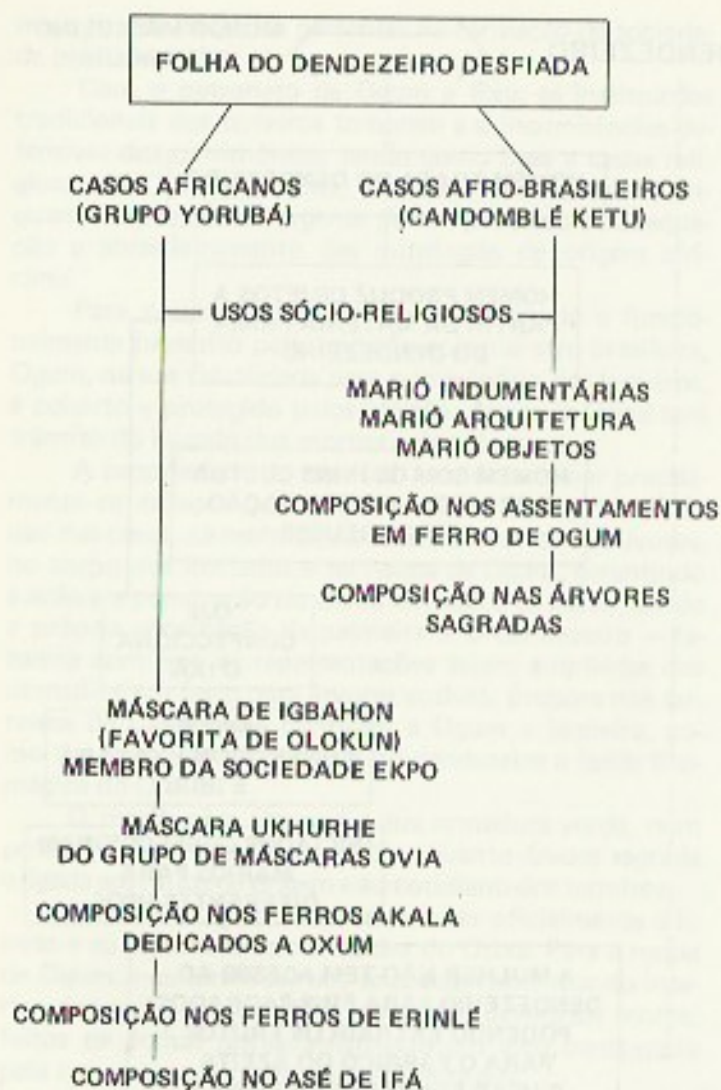 FOLHA DO DENDEZEIRO DESFIADA
CASOS AFRICANOS
(GRUPO YORUBÁ)
CASOS AFRO-BRASILEIROS
(CANDOMBLÉ KETU)
USOS SÓCIO-RELIGIOSOS
MARIÔ INDUMENTÁRIAS
MARIÔ ARQUITETURA
MARIÔ OBJETOS
COMPOSIÇÃO NOS ASSENTAMENTOS
EM FERRO DE OGUM
COMPOSIÇÃO NAS ÁRVORES
SAGRADAS
MÁSCARA DE IGBAHON
(FAVORITA DE OLOKUN)
MEMBRO DA SOCIEDADE EKPO
MÁSCARA UKHURHE
DO GRUPO DE MÁSCARAS OVIA
COMPOSIÇÃO NOS FERROS AKALA
DEDICADOS A OXUM
COMPOSIÇÃO NOS FERROS DE ERINLÉ
COMPOSIÇÃO NO ASÉ DE IFÁ